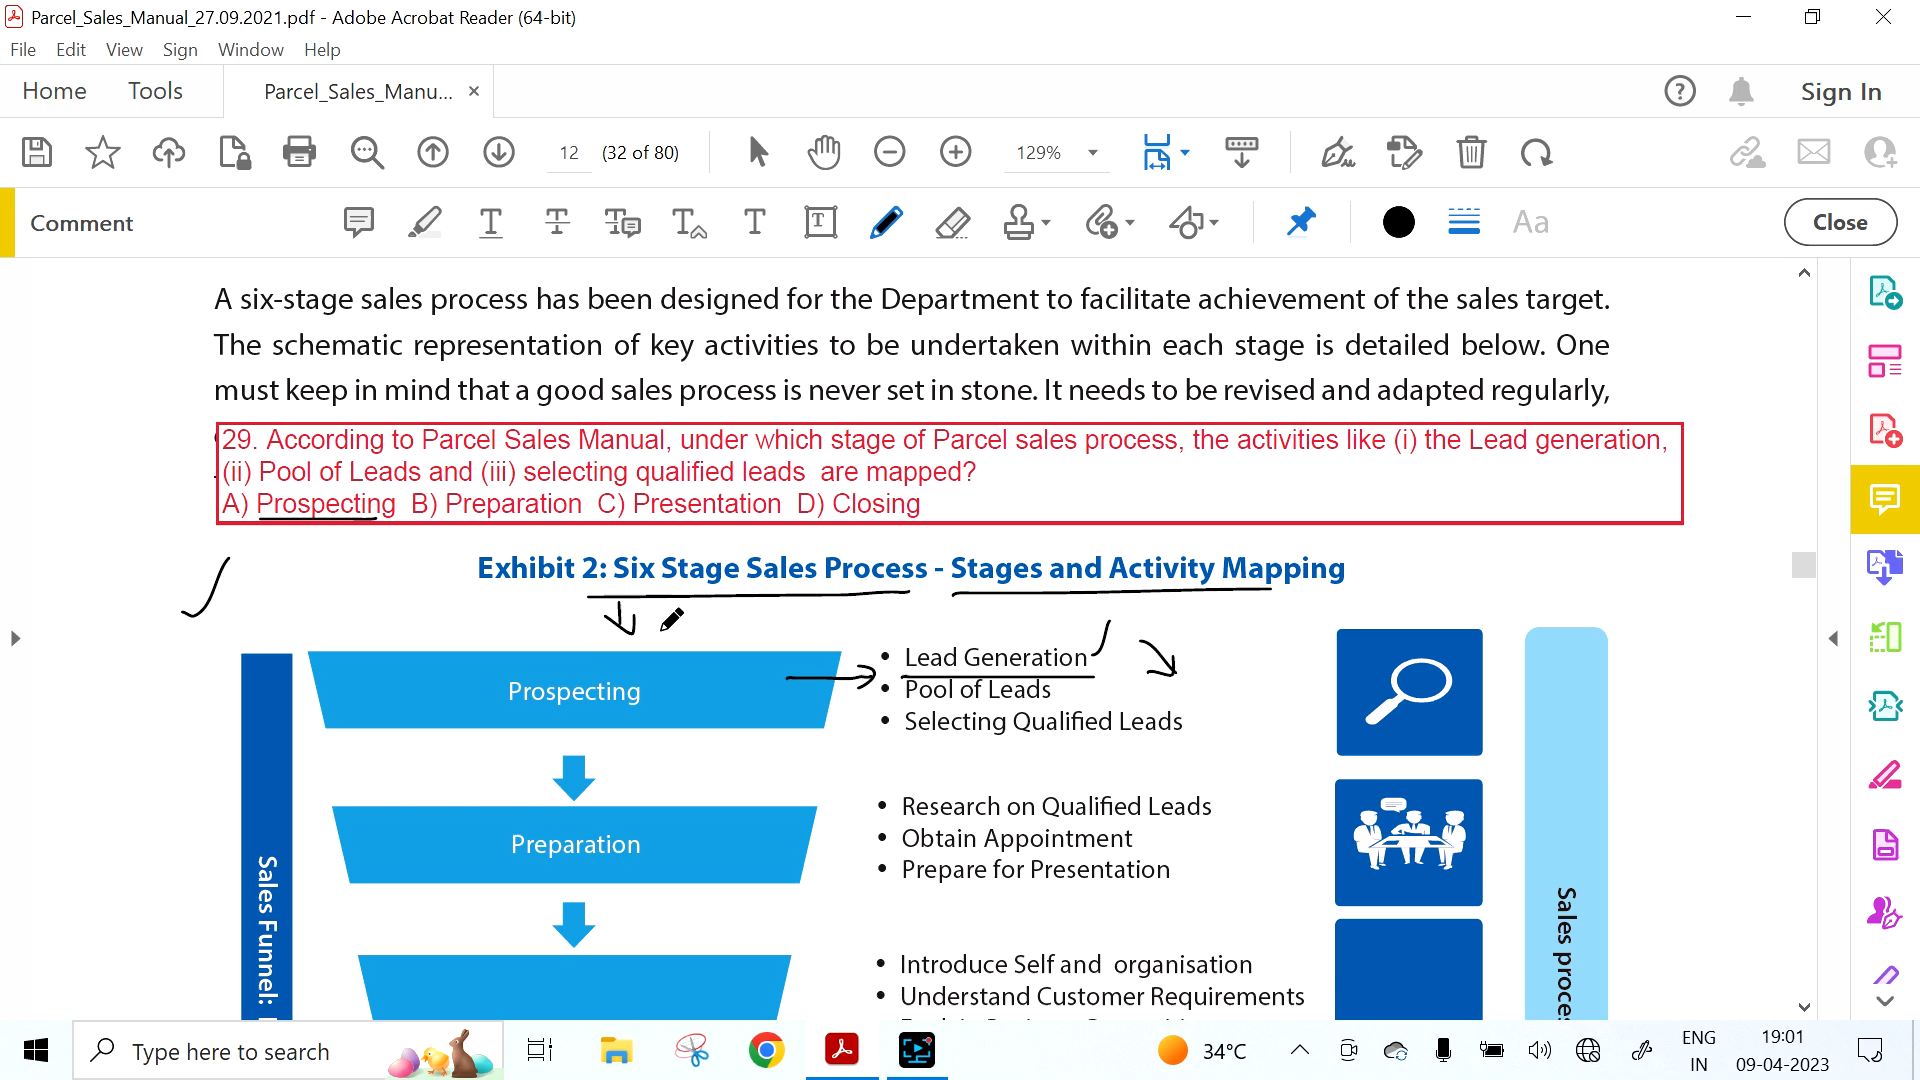 Parcel_Sales_Manual_27.09.2021.pdf - Adobe Acrobat Reader (64-bit)
File Edit View Sign Window Help
Home Tools Parcel_Sales_Manu... × Sign In
12 (32 of 80) 129%
Comment Aa Close
A six-stage sales process has been designed for the Department to facilitate achievement of the sales target.
The schematic representation of key activities to be undertaken within each stage is detailed below. One
must keep in mind that a good sales process is never set in stone. It needs to be revised and adapted regularly,
29. According to Parcel Sales Manual, under which stage of Parcel sales process, the activities like (i) the Lead generation,
(ii) Pool of Leads and (iii) selecting qualified leads are mapped?
A) Prospecting B) Preparation C) Presentation D) Closing
Exhibit 2: Six Stage Sales Process - Stages and Activity Mapping
Prospecting
• Lead Generation
• Pool of Leads
• Selecting Qualified Leads
Preparation
• Research on Qualified Leads
• Obtain Appointment
• Prepare for Presentation
• Introduce Self and organisation
• Understand Customer Requirements
Sales Funnel:
Sales proces
Type here to search
34°C
ENG
IN
19:01
09-04-2023